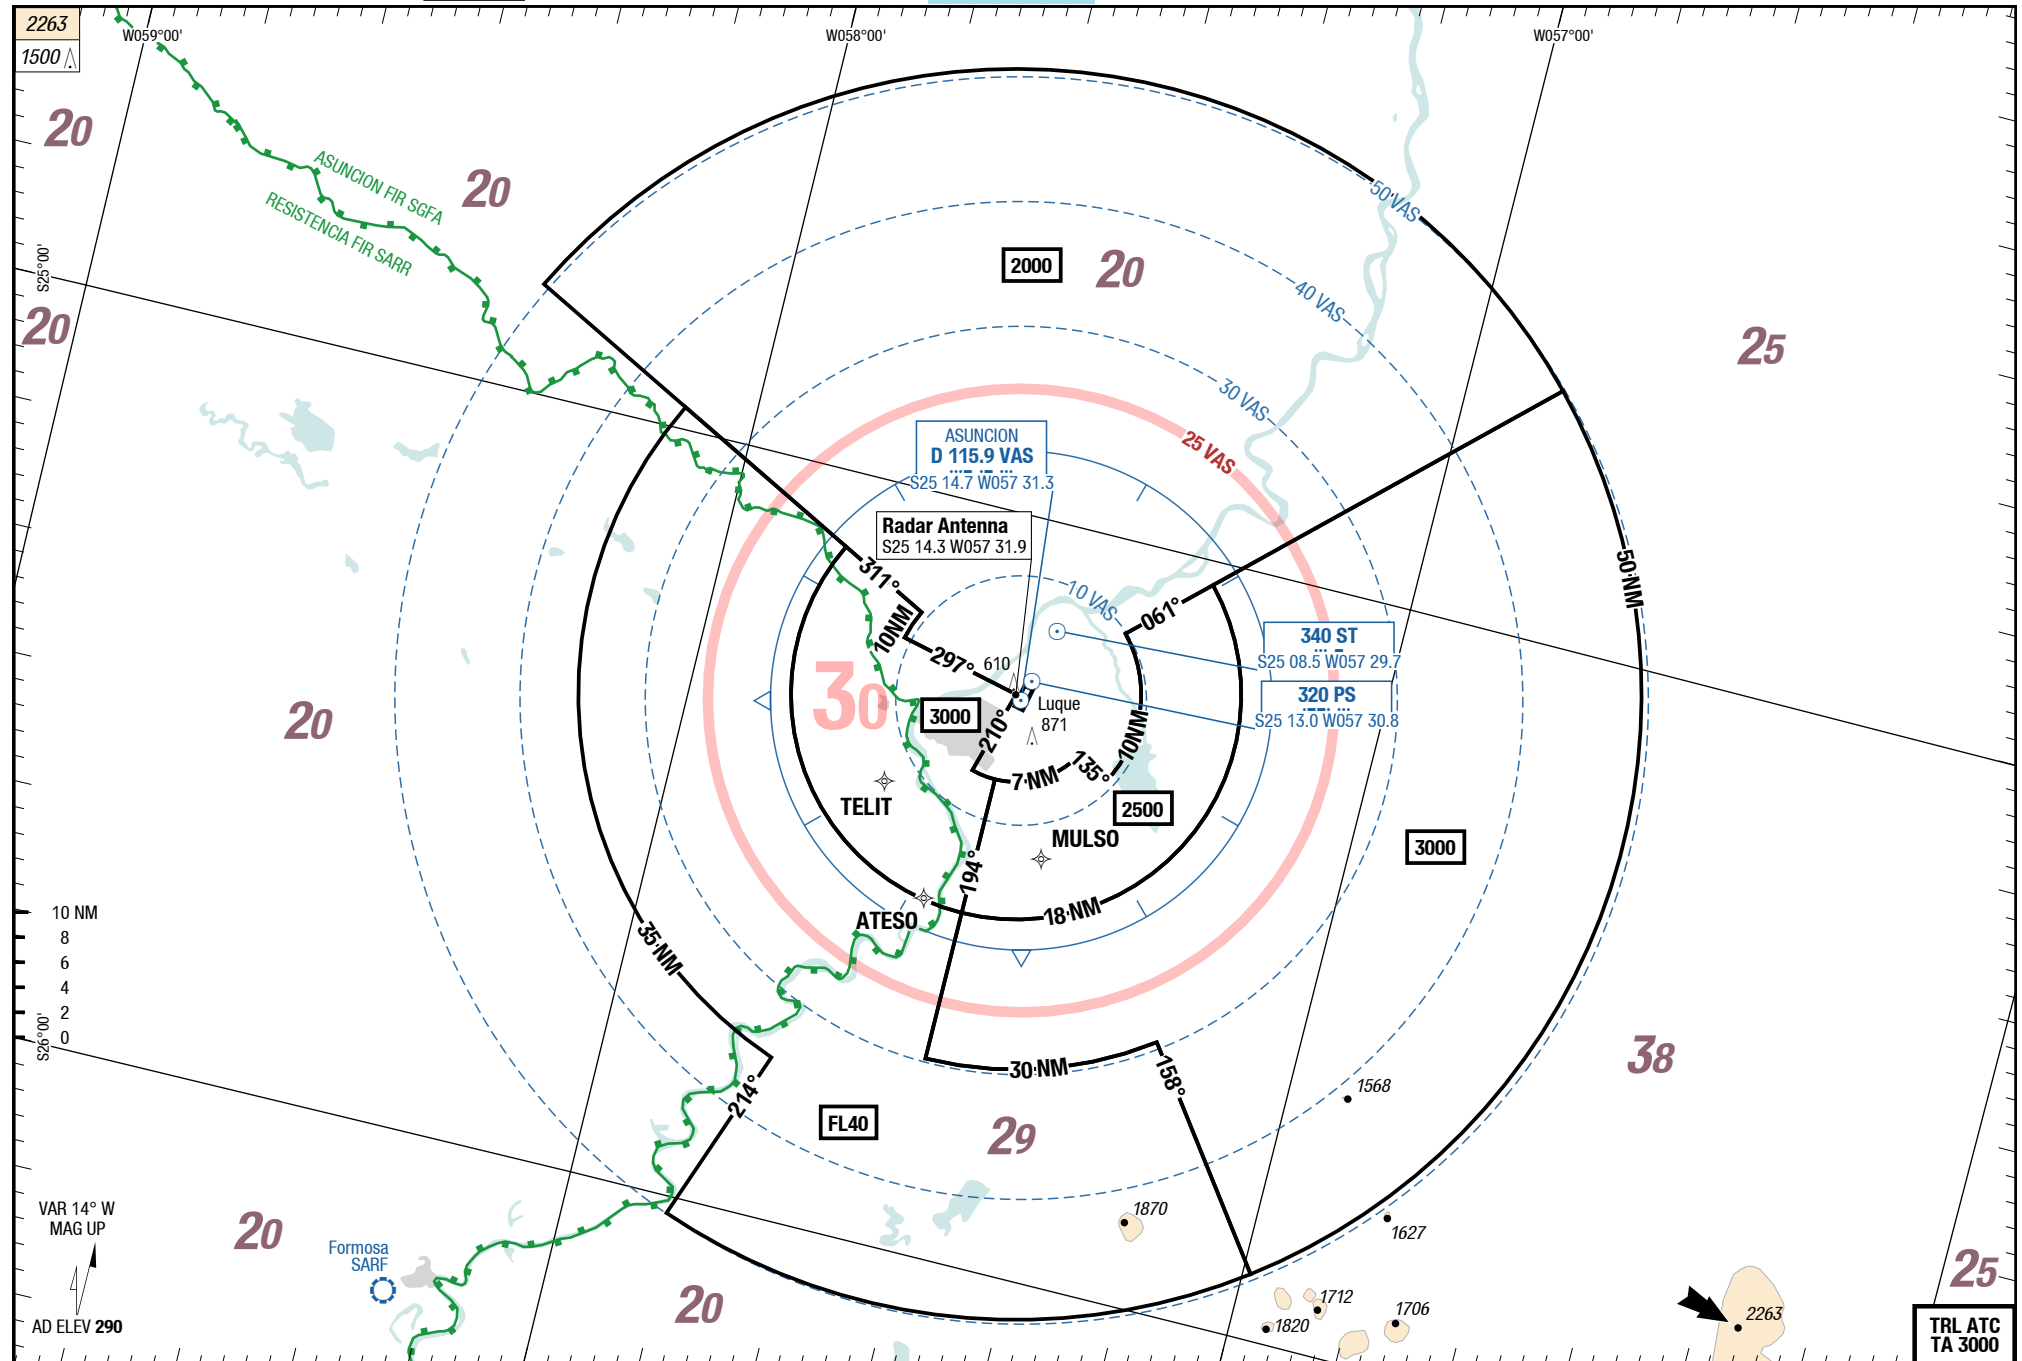 2263
1500
W059°00'
W058°00'
W057°00'
20
20
ASUNCION FIR SGFA
RESISTENCIA FIR SARR
50 VAS
2000
20
S25°00'
20
40 VAS
25
30 VAS
25 VAS
ASUNCION
D 115.9 VAS
S25 14.7 W057 31.3
Radar Antenna
S25 14.3 W057 31.9
311°
10NM
10 VAS
061°
50 NM
297°
610
340 ST
S25 08.5 W057 29.7
320 PS
S25 13.0 W057 30.8
30
20
3000
210°
Luque
871
10NM
135°
7 NM
2500
TELIT
MULSO
3000
194°
ATESO
18 NM
35 NM
10 NM
8
6
4
2
0
S26°00'
30 NM
158°
214°
38
1568
FL40
29
1870
1627
VAR 14° W
MAG UP
20
Formosa
SARF
20
25
1712
1706
1820
2263
AD ELEV 290
TRL ATC
TA 3000